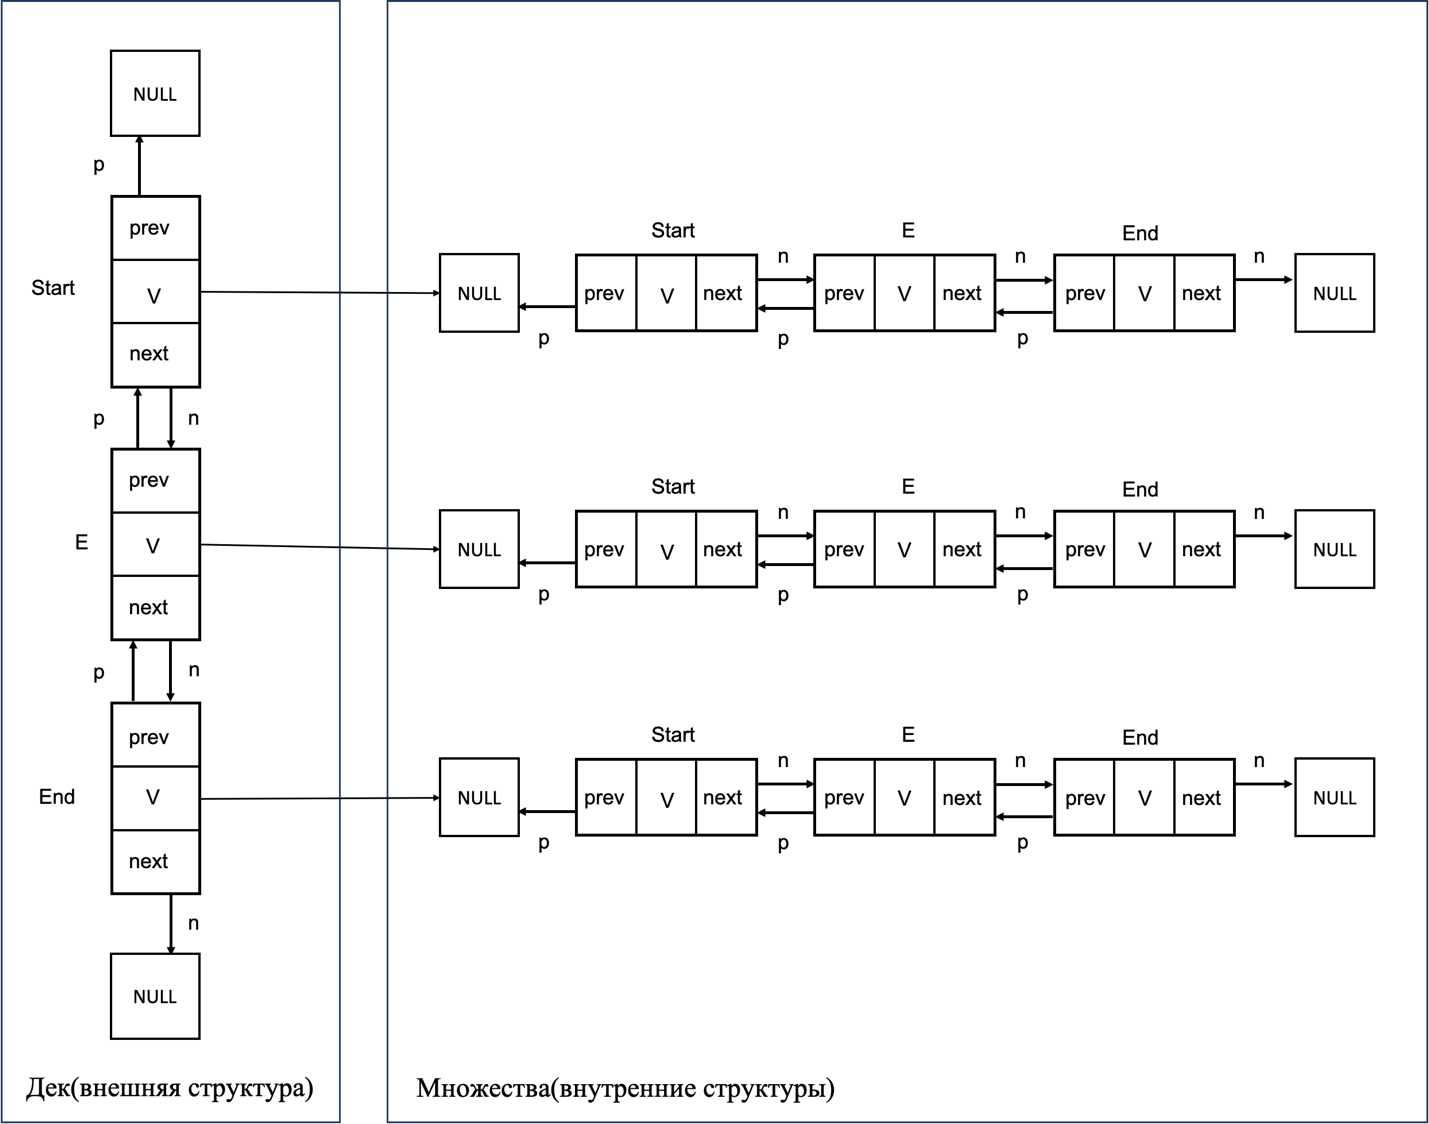 NULL
p
prev
Start
V
next
p
n
prev
E
V
next
p
n
prev
End
V
next
n
NULL
Дек(внешняя структура)
Start
E
End
n
n
n
NULL
prev
V
next
prev
V
next
prev
V
next
NULL
p
p
p
Start
E
End
n
n
n
NULL
prev
V
next
prev
V
next
prev
V
next
NULL
p
p
p
Start
E
End
n
n
n
NULL
prev
V
next
prev
V
next
prev
V
next
NULL
p
p
p
Множества(внутренние структуры)